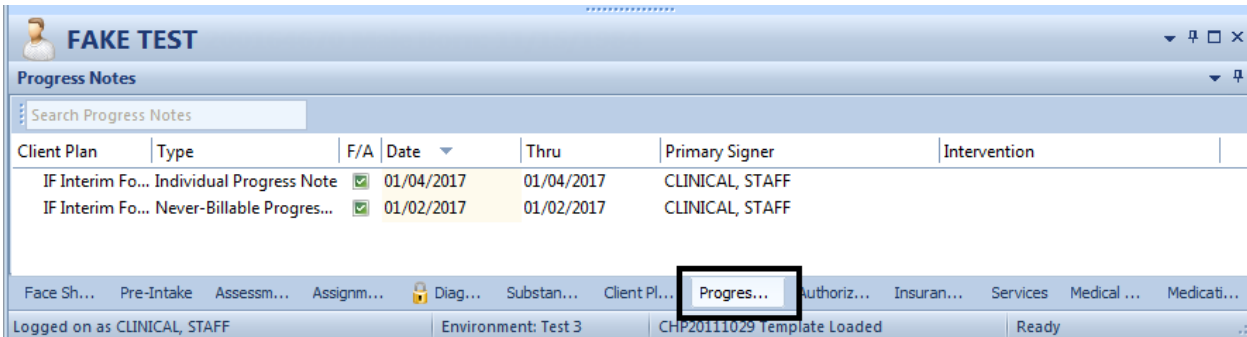 FAKE TEST
Progress Notes
Search Progress Notes
Client Plan Type F/A Date Thru Primary Signer Intervention
IF Interim Fo... Individual Progress Note 01/04/2017 01/04/2017 CLINICAL, STAFF
IF Interim Fo... Never-Billable Progres... 01/02/2017 01/02/2017 CLINICAL, STAFF
Face Sh... Pre-Intake Assessm... Assignm... Diag... Substan... Client Pl... Progres... Authoriz... Insuran... Services Medical ... Medicati...
Logged on as CLINICAL, STAFF Environment: Test 3 CHP20111029 Template Loaded Ready